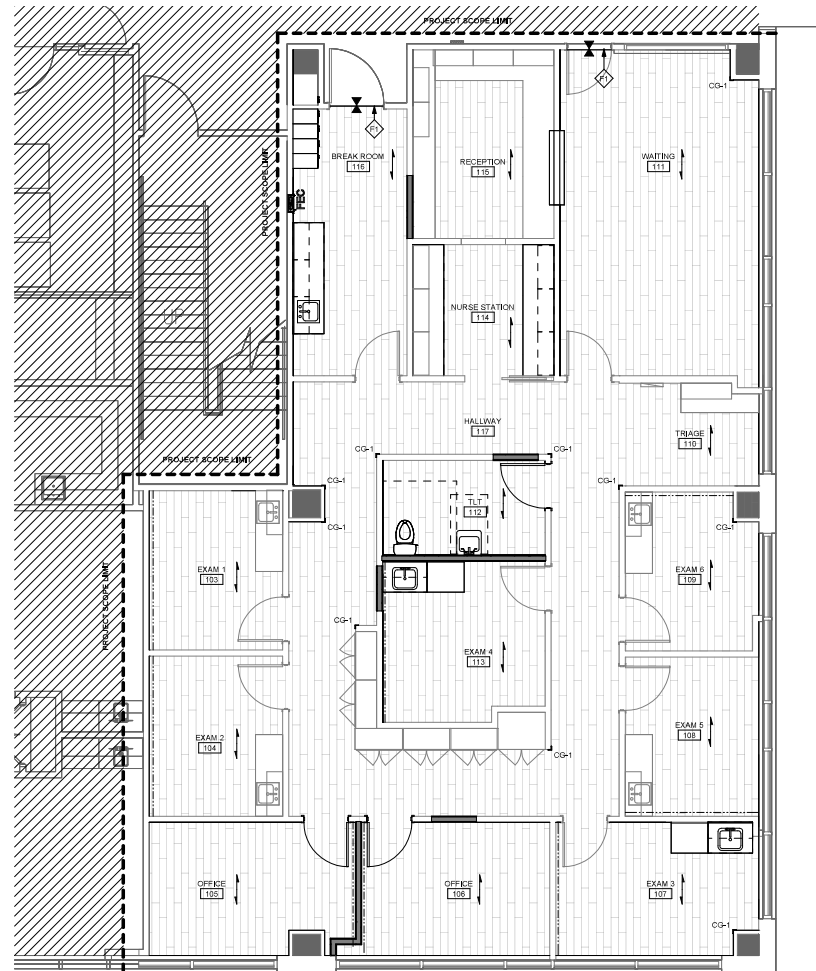 PROJECT SCOPE LIMIT
F1
F1
CG-1
BREAK ROOM
116
RECEPTION
115
WAITING
111
PROJECT SCOPE LIMIT
FEC
NURSE STATION
114
UP
HALLWAY
117
TRIAGE
110
PROJECT SCOPE LIMIT
CG-1
CG-1
CG-1
CG-1
TLT
112
CG-1
CG-1
EXAM 1
103
EXAM 6
109
PROJECT SCOPE LIMIT
CG-1
EXAM 4
113
EXAM 2
104
EXAM 5
108
CG-1
OFFICE
105
OFFICE
106
EXAM 3
107
CG-1